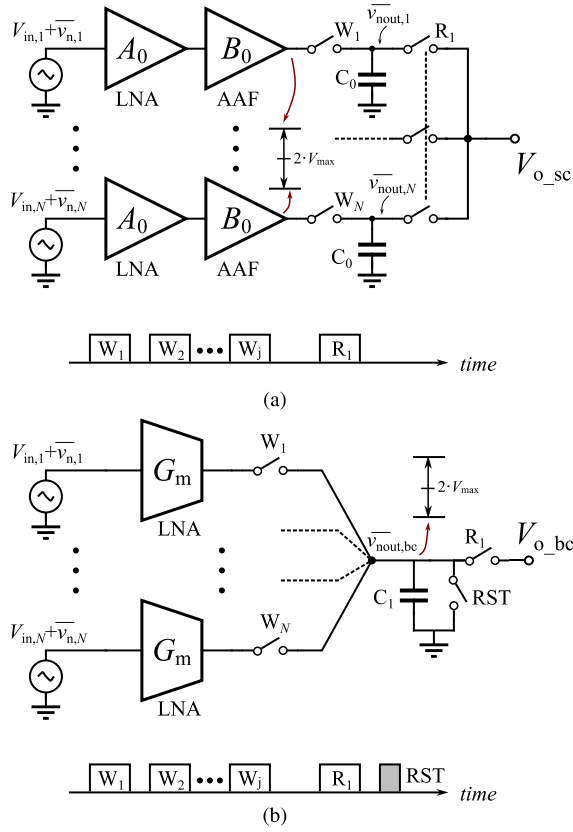 V_in,1+v̅_n,1
A_0
LNA
B_0
AAF
W_1
v̅_nout,1
R_1
C_0
2·V_max
V_o_sc
V_in,N+v̅_n,N
A_0
LNA
B_0
AAF
W_N
v̅_nout,N
C_0
W_1 W_2 W_j R_1 time
(a)
V_in,1+v̅_n,1
G_m
LNA
W_1
2·V_max
v̅_nout,bc
R_1
V_o_bc
C_1
RST
V_in,N+v̅_n,N
G_m
LNA
W_N
W_1 W_2 W_j R_1 RST time
(b)